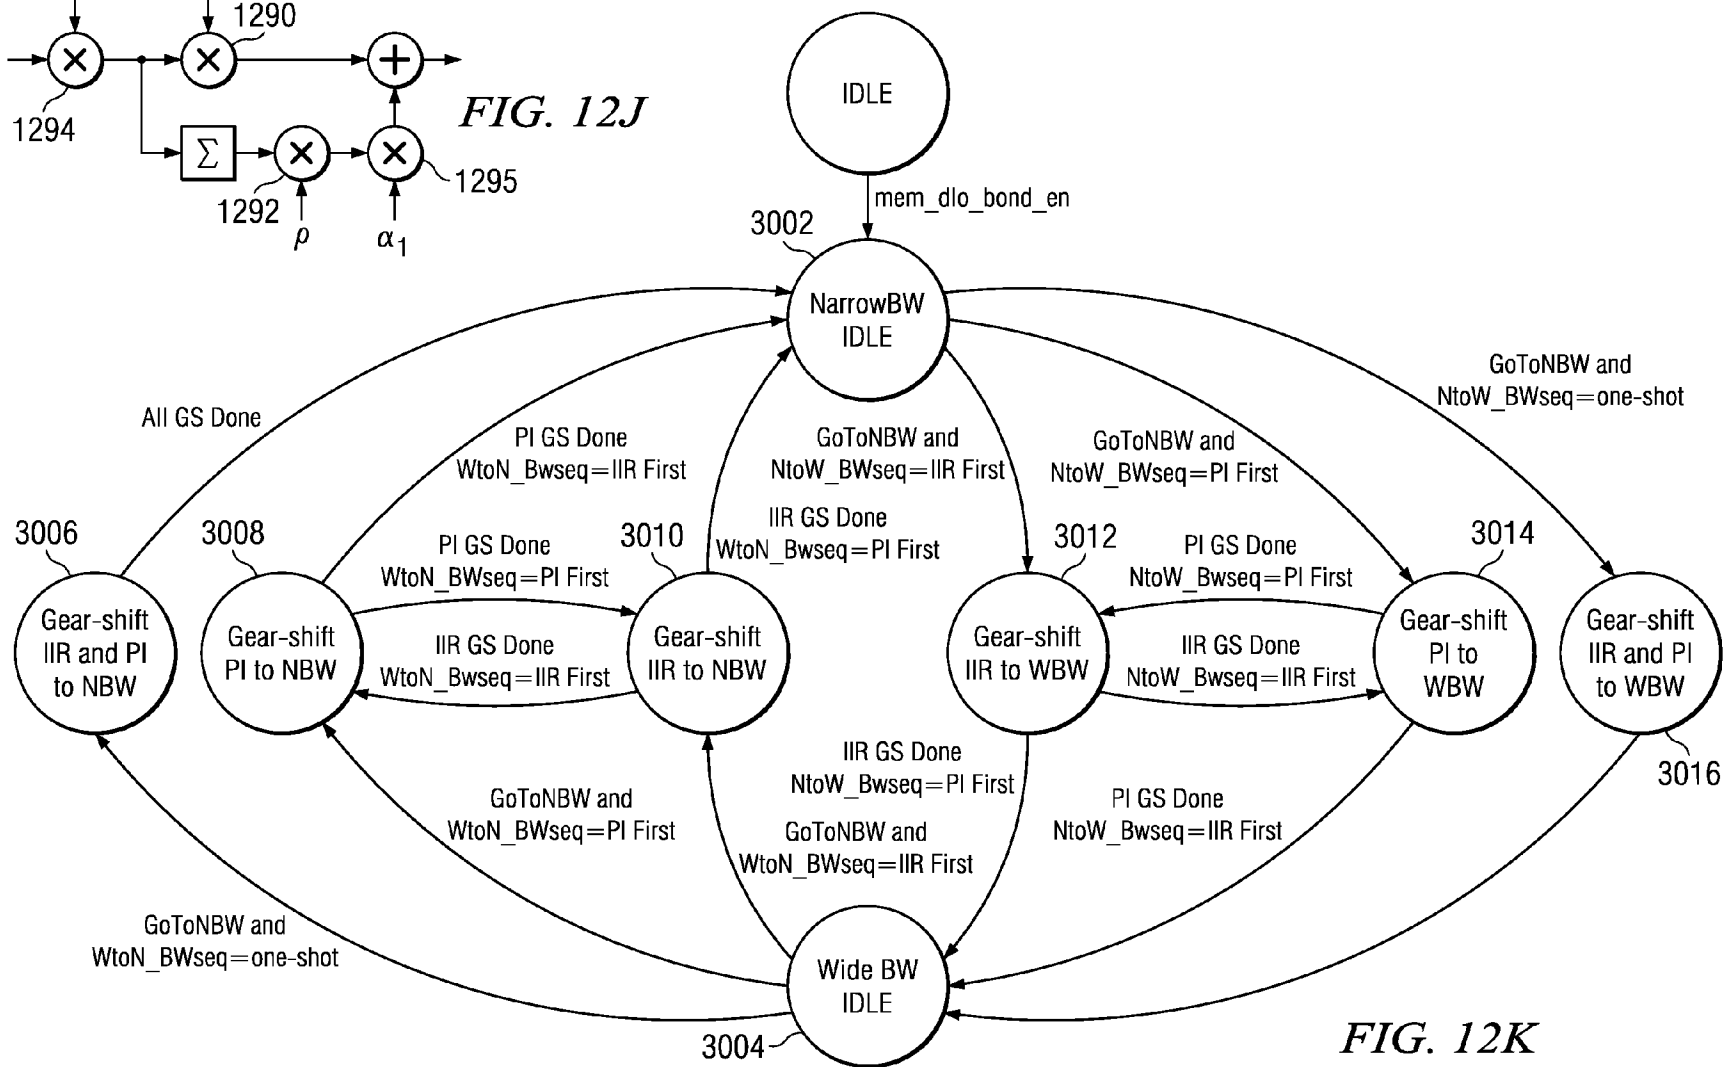 1290
1294
FIG. 12J
Σ
1292
1295
ρ
α1
IDLE
mem_dlo_bond_en
3002
NarrowBW
IDLE
GoToNBW and
NtoW_BWseq=one-shot
All GS Done
PI GS Done
WtoN_Bwseq=IIR First
GoToNBW and
NtoW_BWseq=IIR First
GoToNBW and
NtoW_BWseq=PI First
IIR GS Done
WtoN_Bwseq=PI First
3006
3008
3010
3012
3014
PI GS Done
WtoN_BWseq=PI First
PI GS Done
NtoW_Bwseq=PI First
Gear-shift
IIR and PI
to NBW
Gear-shift
PI to NBW
IIR GS Done
WtoN_Bwseq=IIR First
Gear-shift
IIR to NBW
Gear-shift
IIR to WBW
IIR GS Done
NtoW_Bwseq=IIR First
Gear-shift
PI to
WBW
Gear-shift
IIR and PI
to WBW
3016
IIR GS Done
NtoW_Bwseq=PI First
GoToNBW and
WtoN_BWseq=PI First
PI GS Done
NtoW_Bwseq=IIR First
GoToNBW and
WtoN_BWseq=IIR First
GoToNBW and
WtoN_BWseq=one-shot
Wide BW
IDLE
3004
FIG. 12K